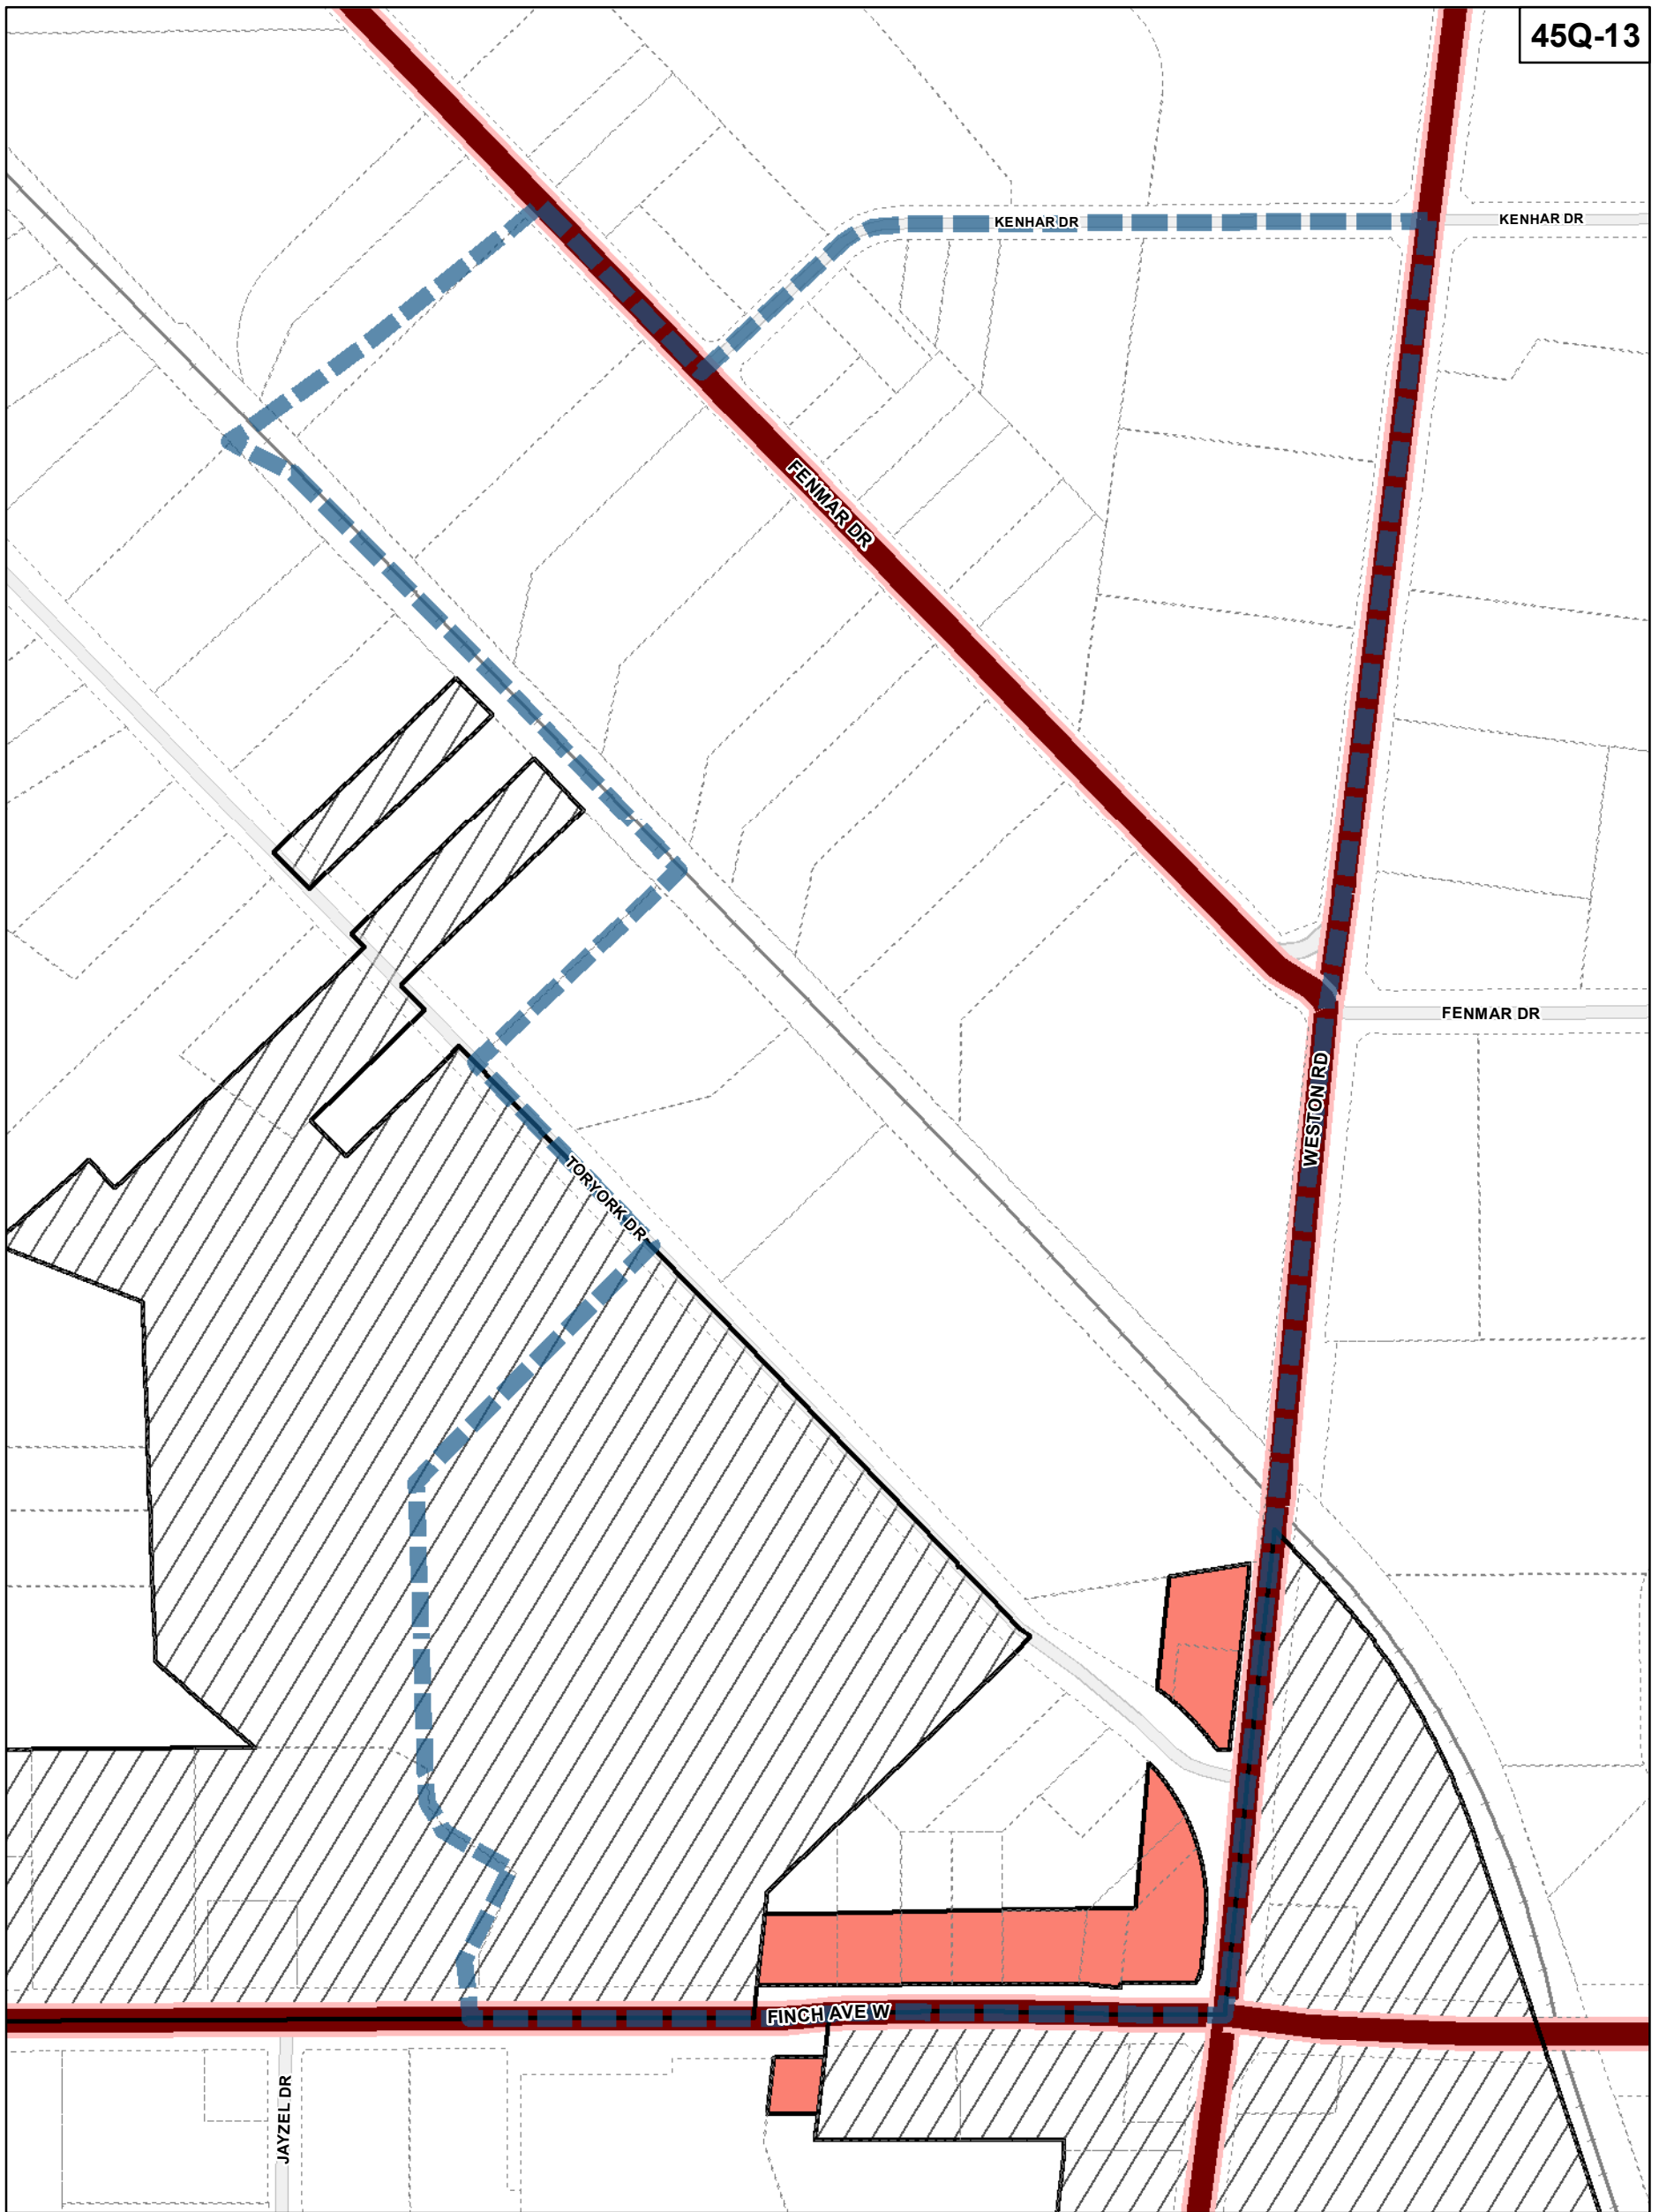 45Q-13
KENHAR DR
KENHAR DR
FENMAR DR
FENMAR DR
WESTON RD
TORYORK DR
FINCH AVE W
JAYZEL DR